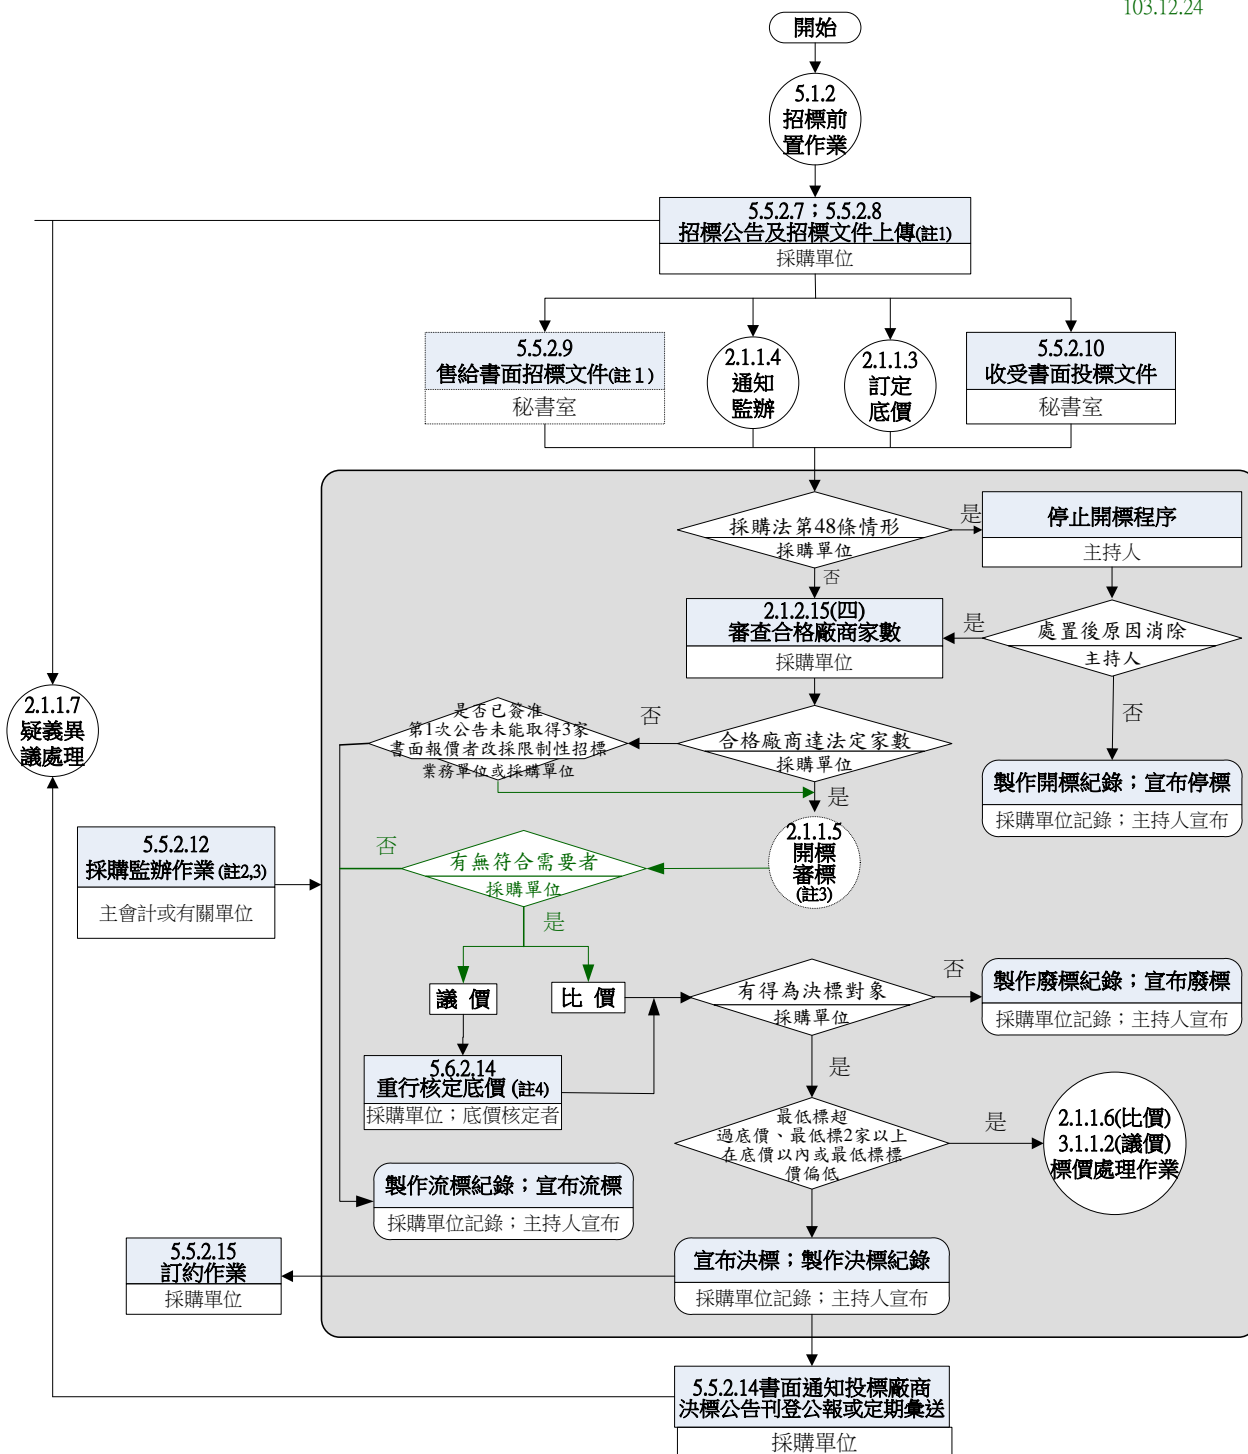 103.12.24
開始
5.1.2
招標前
置作業
5.5.2.7；5.5.2.8
招標公告及招標文件上傳(註1)
採購單位
5.5.2.9
售給書面招標文件(註１)
秘書室
2.1.1.4
通知
監辦
2.1.1.3
訂定
底價
5.5.2.10
收受書面投標文件
秘書室
採購法第48條情形
採購單位
是
否
停止開標程序
主持人
2.1.2.15(四)
審查合格廠商家數
採購單位
是
處置後原因消除
主持人
否
2.1.1.7
疑義異
議處理
是否已簽准
第1次公告未能取得3家
書面報價者改採限制性招標
業務單位或採購單位
否
合格廠商達法定家數
採購單位
是
製作開標紀錄；宣布停標
採購單位記錄；主持人宣布
5.5.2.12
採購監辦作業(註2,3)
主會計或有關單位
否
有無符合需要者
採購單位
是
2.1.1.5
開標
審標
(註3)
議 價
比 價
有得為決標對象
採購單位
否
是
製作廢標紀錄；宣布廢標
採購單位記錄；主持人宣布
5.6.2.14
重行核定底價(註4)
採購單位；底價核定者
最低標超
過底價、最低標2家以上
在底價以內或最低標標
價偏低
是
2.1.1.6(比價)
3.1.1.2(議價)
標價處理作業
製作流標紀錄；宣布流標
採購單位記錄；主持人宣布
5.5.2.15
訂約作業
採購單位
宣布決標；製作決標紀錄
採購單位記錄；主持人宣布
5.5.2.14書面通知投標廠商
決標公告刊登公報或定期彙送
採購單位